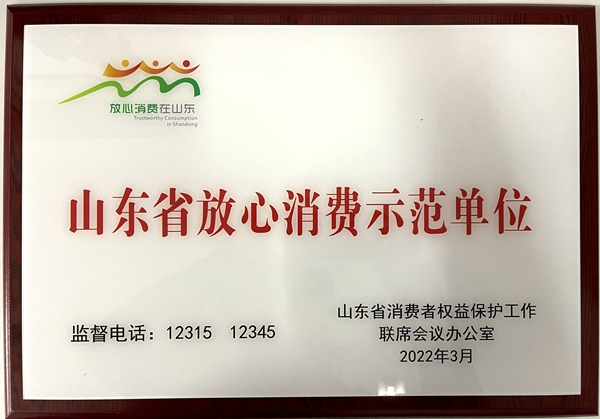 放心消费在山东
Trustworthy Consumption
in Shandong
山东省放心消费示范单位
监督电话：12315 12345
山东省消费者权益保护工作
联席会议办公室
2022年3月